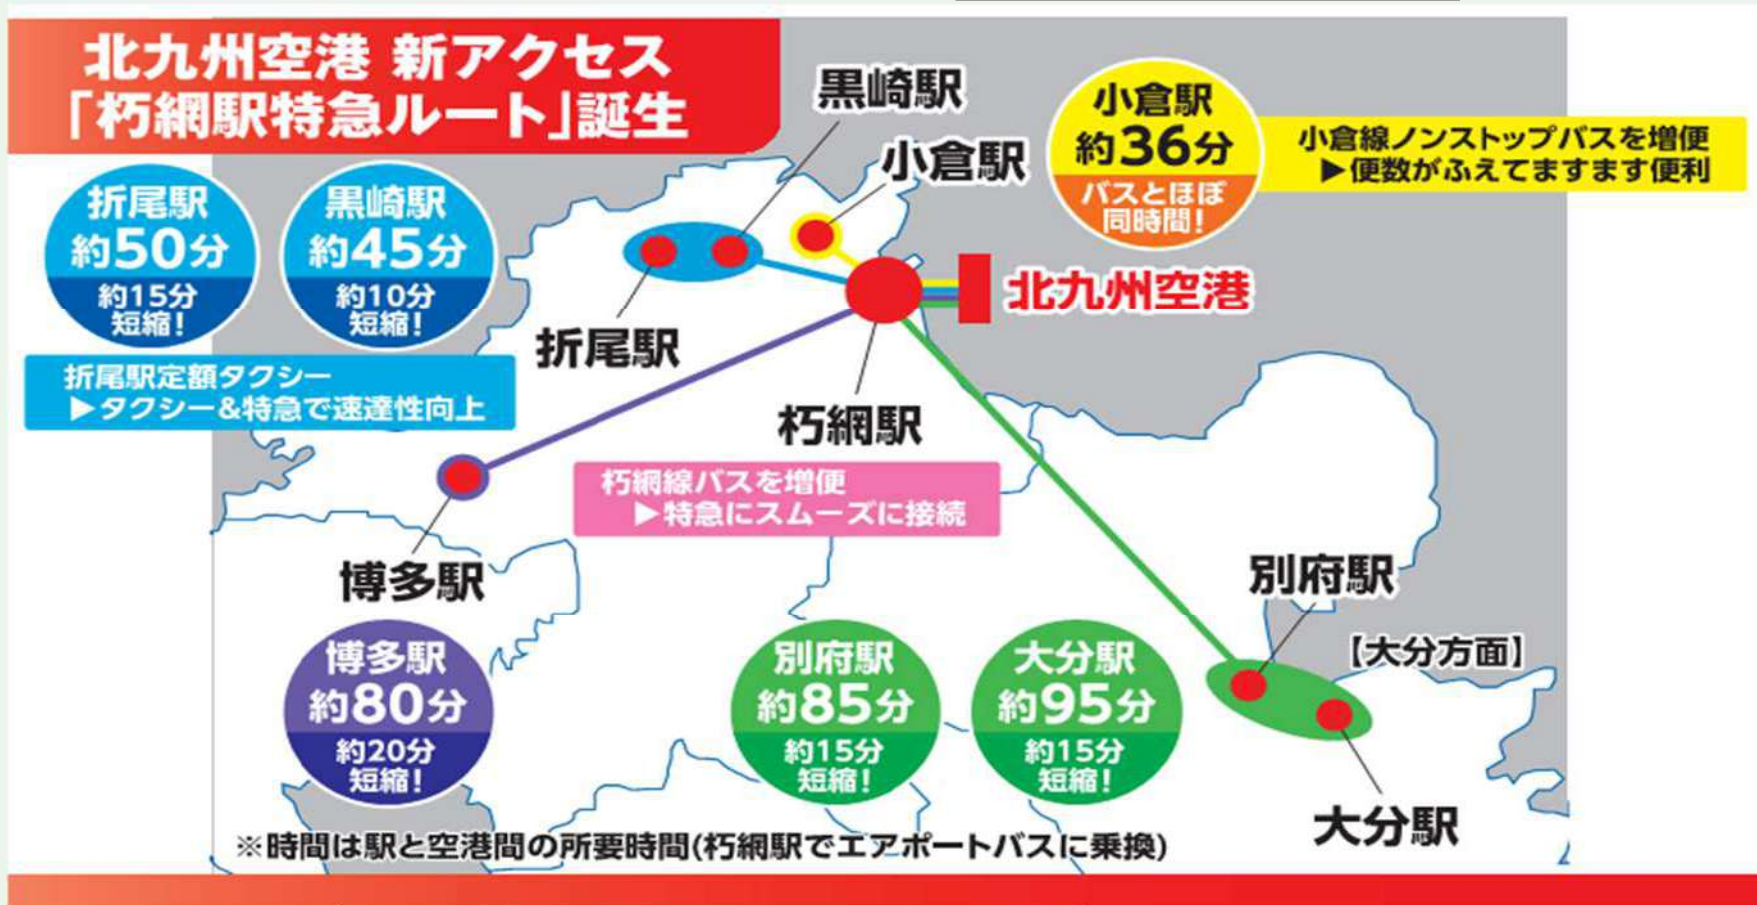 北九州空港 新アクセス
「朽網駅特急ルート」誕生
黒崎駅
小倉駅
小倉駅
約36分
バスとほぼ
同時間!
小倉線ノンストップバスを増便
▶便数がふえてますます便利
折尾駅
約50分
約15分
短縮!
黒崎駅
約45分
約10分
短縮!
北九州空港
折尾駅
折尾駅定額タクシー
▶タクシー&特急で速達性向上
朽網駅
朽網線バスを増便
▶特急にスムーズに接続
博多駅
別府駅
【大分方面】
博多駅
約80分
約20分
短縮!
別府駅
約85分
約15分
短縮!
大分駅
約95分
約15分
短縮!
大分駅
※時間は駅と空港間の所要時間(朽網駅でエアポートバスに乗換)